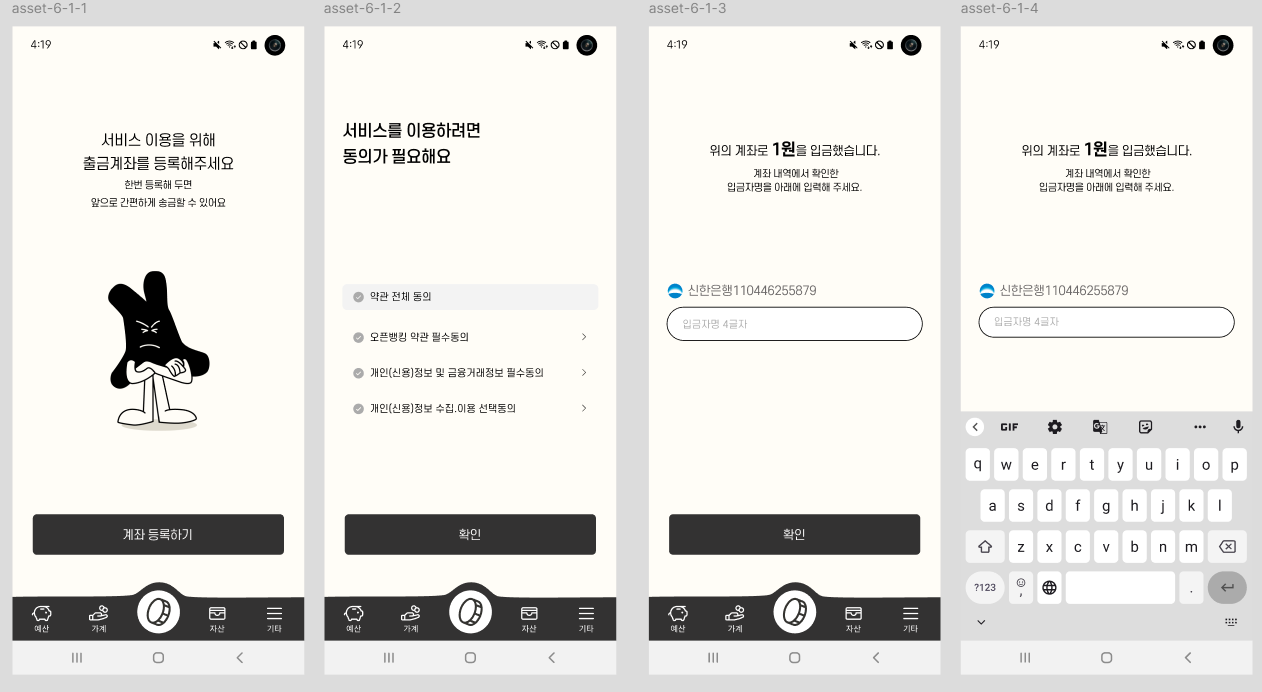 asset-6-1-1
4:19
서비스 이용을 위해
출금계좌를 등록해주세요
한번 등록해 두면
앞으로 간편하게 송금할 수 있어요
계좌 등록하기
예산
가계
자산
기타
asset-6-1-2
4:19
서비스를 이용하려면
동의가 필요해요
약관 전체 동의
오픈뱅킹 약관 필수동의
개인(신용)정보 및 금융거래정보 필수동의
개인(신용)정보 수집.이용 선택동의
확인
예산
가계
자산
기타
asset-6-1-3
4:19
위의 계좌로 1원을 입금했습니다.
계좌 내역에서 확인한
입금자명을 아래에 입력해 주세요.
신한은행110446255879
입금자명 4글자
확인
예산
가계
자산
기타
asset-6-1-4
4:19
위의 계좌로 1원을 입금했습니다.
계좌 내역에서 확인한
입금자명을 아래에 입력해 주세요.
신한은행110446255879
입금자명 4글자
GIF
q w e r t y u i o p
a s d f g h j k l
z x c v b n m
?123 , .